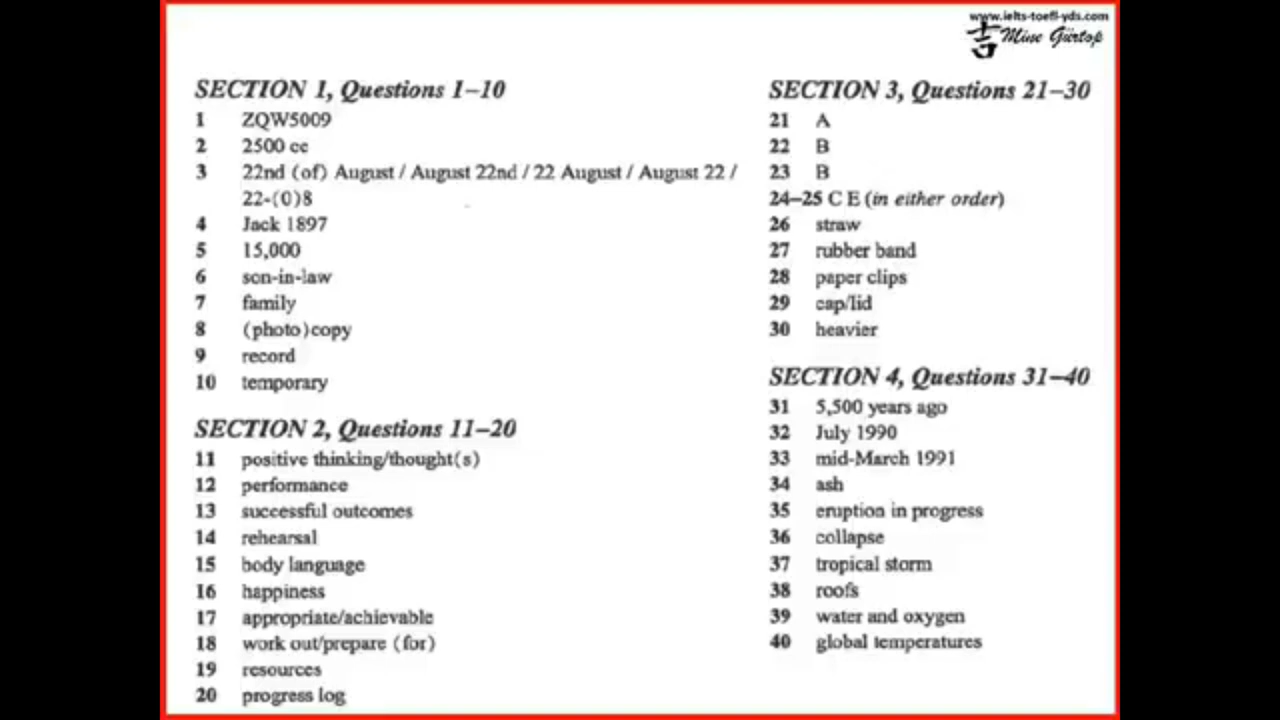 www.ielts-toefl-yds.com
吉 Mine Gürtop
SECTION 1, Questions 1–10
1 ZQW5009
2 2500 cc
3 22nd (of) August / August 22nd / 22 August / August 22 /
22-(0)8
4 Jack 1897
5 15,000
6 son-in-law
7 family
8 (photo)copy
9 record
10 temporary
SECTION 2, Questions 11–20
11 positive thinking/thought(s)
12 performance
13 successful outcomes
14 rehearsal
15 body language
16 happiness
17 appropriate/achievable
18 work out/prepare (for)
19 resources
20 progress log
SECTION 3, Questions 21–30
21 A
22 B
23 B
24–25 C E (in either order)
26 straw
27 rubber band
28 paper clips
29 cap/lid
30 heavier
SECTION 4, Questions 31–40
31 5,500 years ago
32 July 1990
33 mid-March 1991
34 ash
35 eruption in progress
36 collapse
37 tropical storm
38 roofs
39 water and oxygen
40 global temperatures